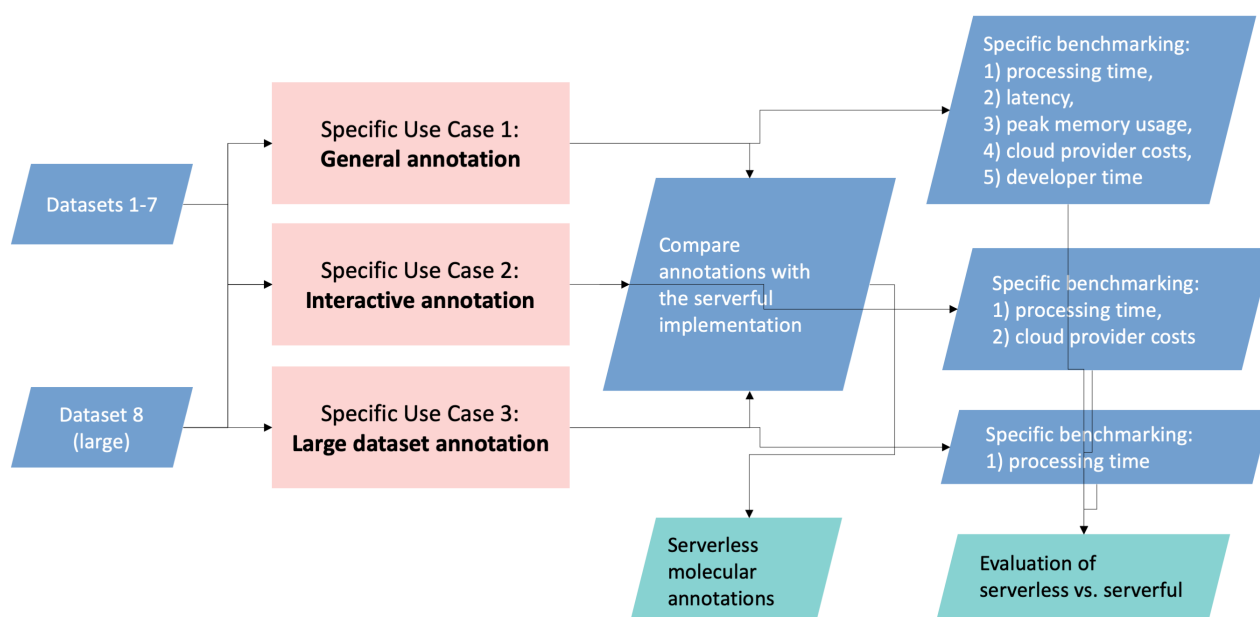 Datasets 1-7
Dataset 8
(large)
Specific Use Case 1:
General annotation
Specific Use Case 2:
Interactive annotation
Specific Use Case 3:
Large dataset annotation
Compare
annotations with
the serverful
implementation
Specific benchmarking:
1) processing time,
2) latency,
3) peak memory usage,
4) cloud provider costs,
5) developer time
Specific benchmarking:
1) processing time,
2) cloud provider costs
Specific benchmarking:
1) processing time
Serverless
molecular
annotations
Evaluation of
serverless vs. serverful